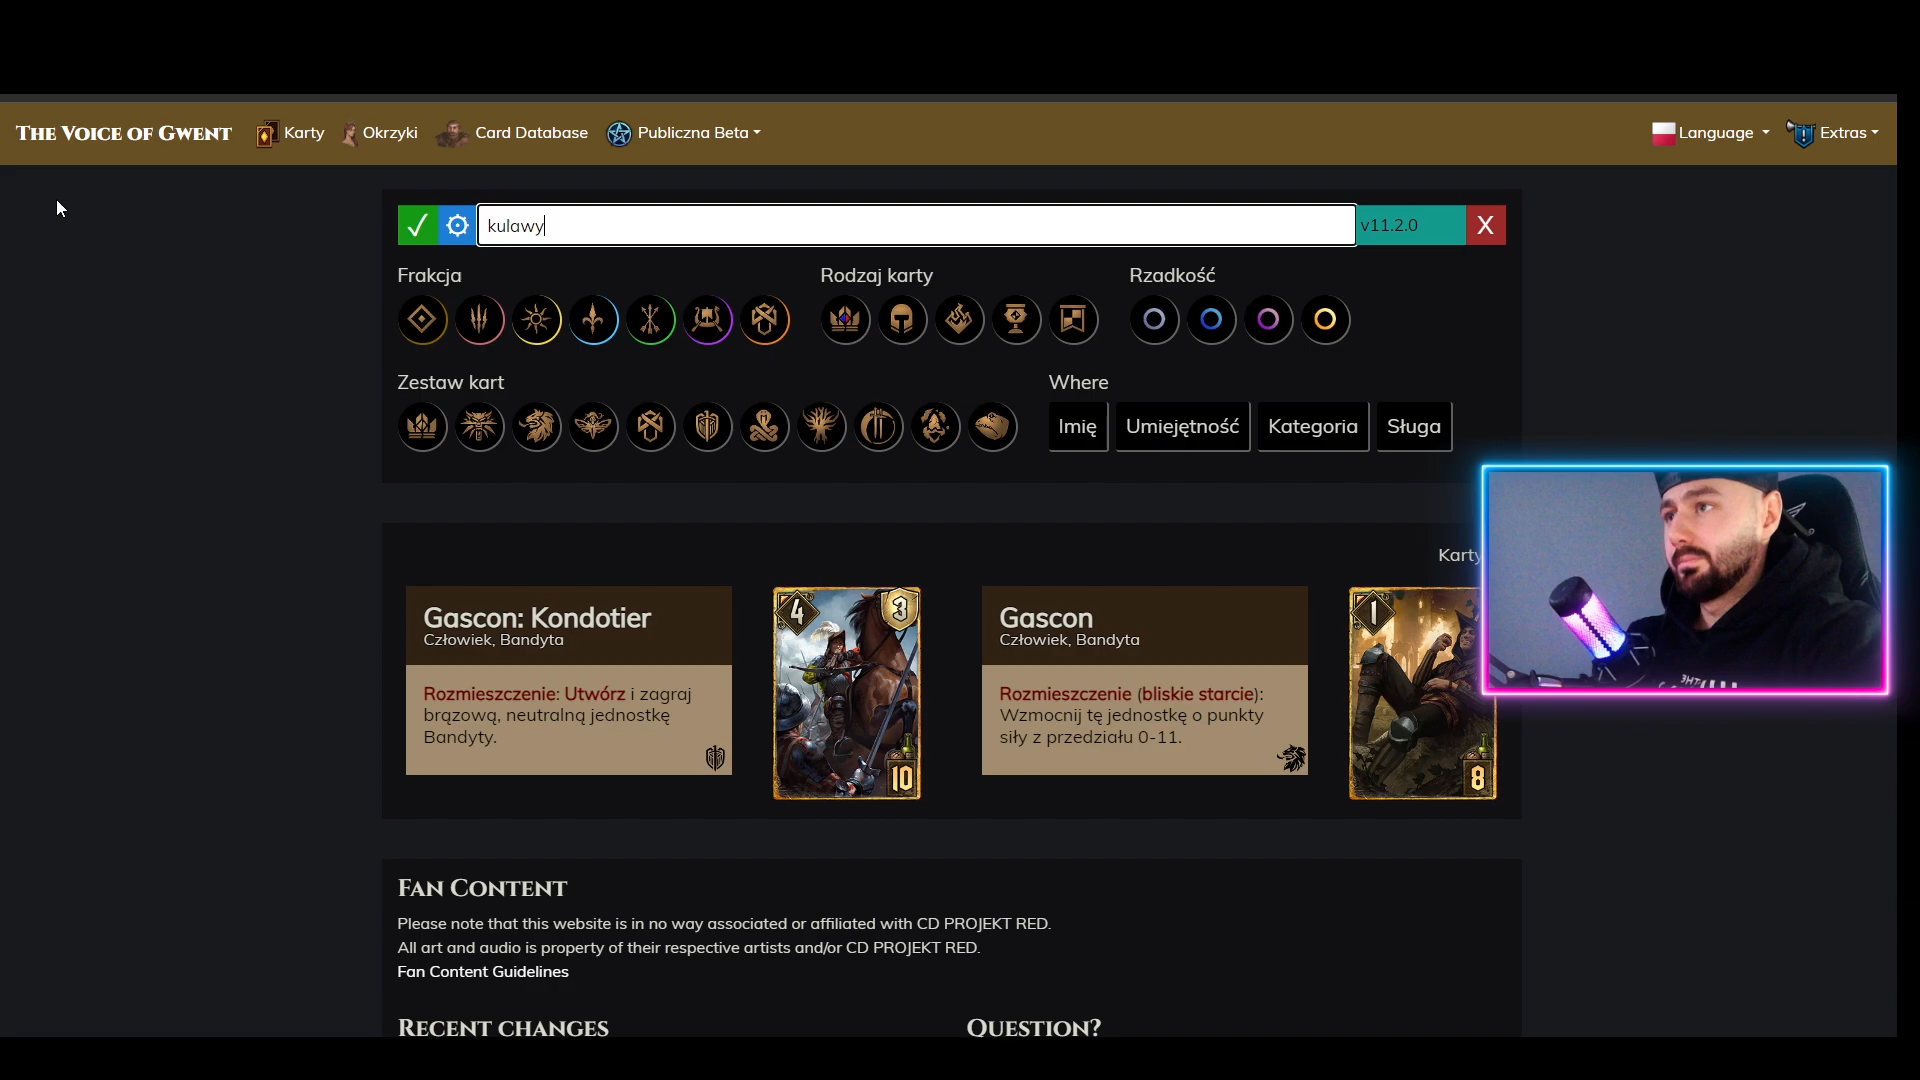 The Voice of Gwent Karty Okrzyki Card Database Publiczna Beta Language Extras
kulawy v11.2.0 X
Frakcja Rodzaj karty Rzadkość
Zestaw kart Where
Imię Umiejętność Kategoria Sługa
Karty
Gascon: Kondotier
Człowiek, Bandyta
Rozmieszczenie: Utwórz i zagraj
brązową, neutralną jednostkę
Bandyty.
4 3
10
Gascon
Człowiek, Bandyta
Rozmieszczenie (bliskie starcie):
Wzmocnij tę jednostkę o punkty
siły z przedziału 0-11.
1
8
Fan Content
Please note that this website is in no way associated or affiliated with CD PROJEKT RED.
All art and audio is property of their respective artists and/or CD PROJEKT RED.
Fan Content Guidelines
Recent changes Question?